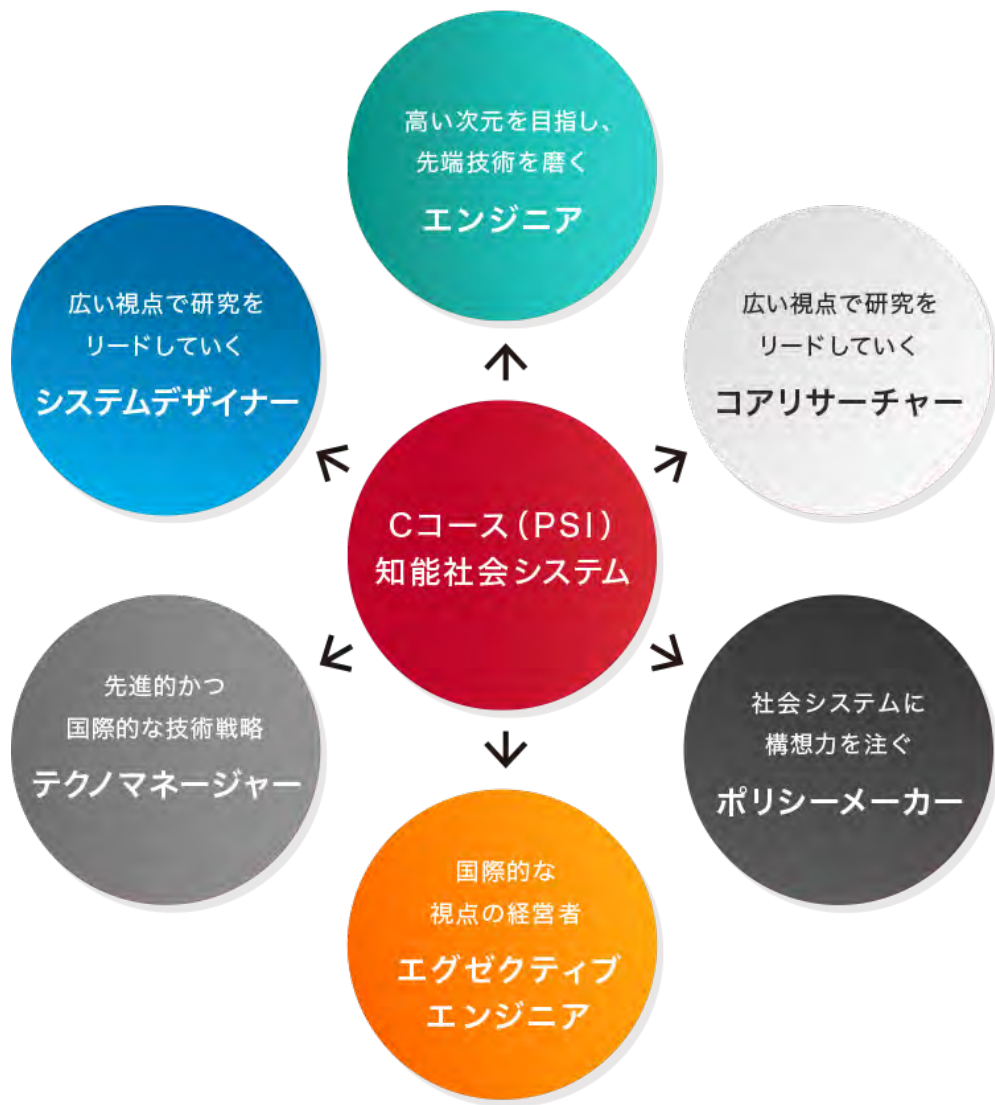 高い次元を目指し、
先端技術を磨く
エンジニア
広い視点で研究を
リードしていく
システムデザイナー
広い視点で研究を
リードしていく
コアリサーチャー
Cコース(PSI)
知能社会システム
先進的かつ
国際的な技術戦略
テクノマネージャー
社会システムに
構想力を注ぐ
ポリシーメーカー
国際的な
視点の経営者
エグゼクティブ
エンジニア